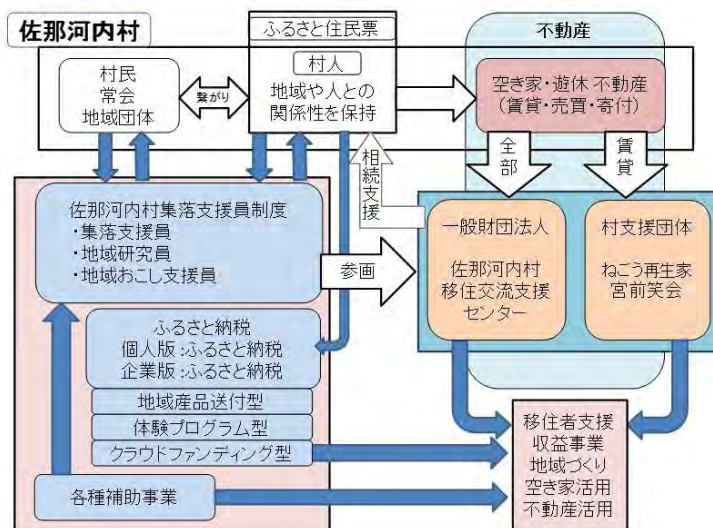 佐那河内村
ふるさと住民票
不動産
村民
常会
地域団体
繋がり
村人
地域や人との
関係性を保持
空き家・遊休 不動産
(賃貸・売買・寄付)
相続支援
全部
賃貸
佐那河内村集落支援員制度
・集落支援員
・地域研究員
・地域おこし支援員
参画
一般財団法人
佐那河内村
移住交流支援
センター
村支援団体
ねごう再生家
宮前笑会
ふるさと納税
個人版:ふるさと納税
企業版:ふるさと納税
地域産品送付型
体験プログラム型
クラウドファンディング型
各種補助事業
移住者支援
収益事業
地域づくり
空き家活用
不動産活用